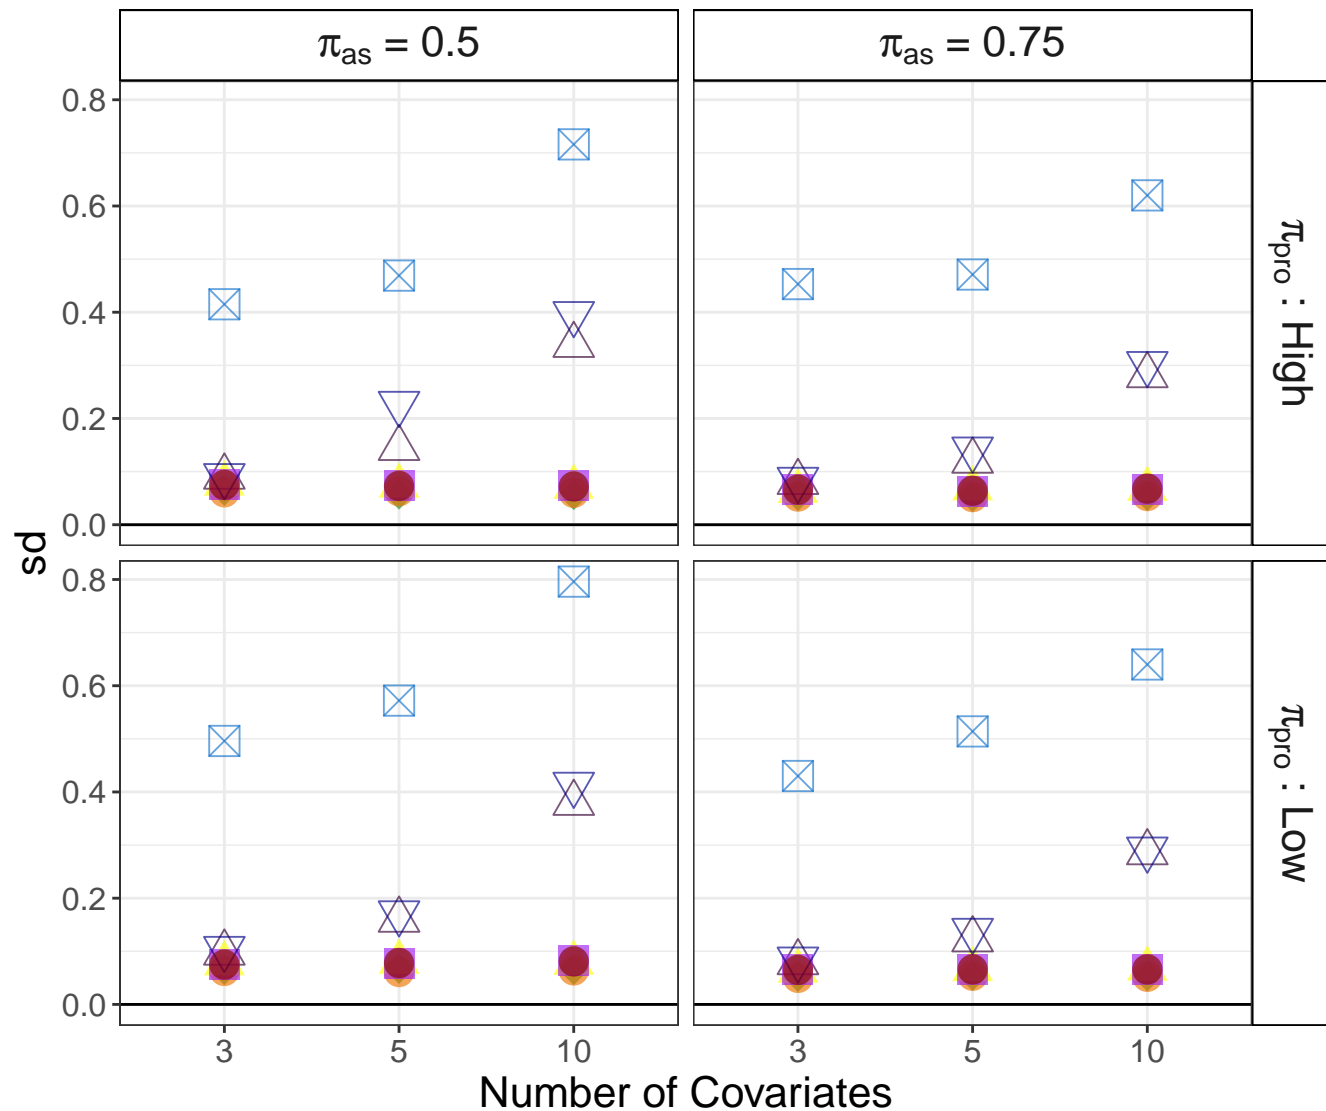 π_as = 0.5
π_as = 0.75
0.8
0.6
0.4
0.2
0.0
π_pro : High
sd
0.8
0.6
0.4
0.2
0.0
π_pro : Low
3 5 10
3 5 10
Number of Covariates